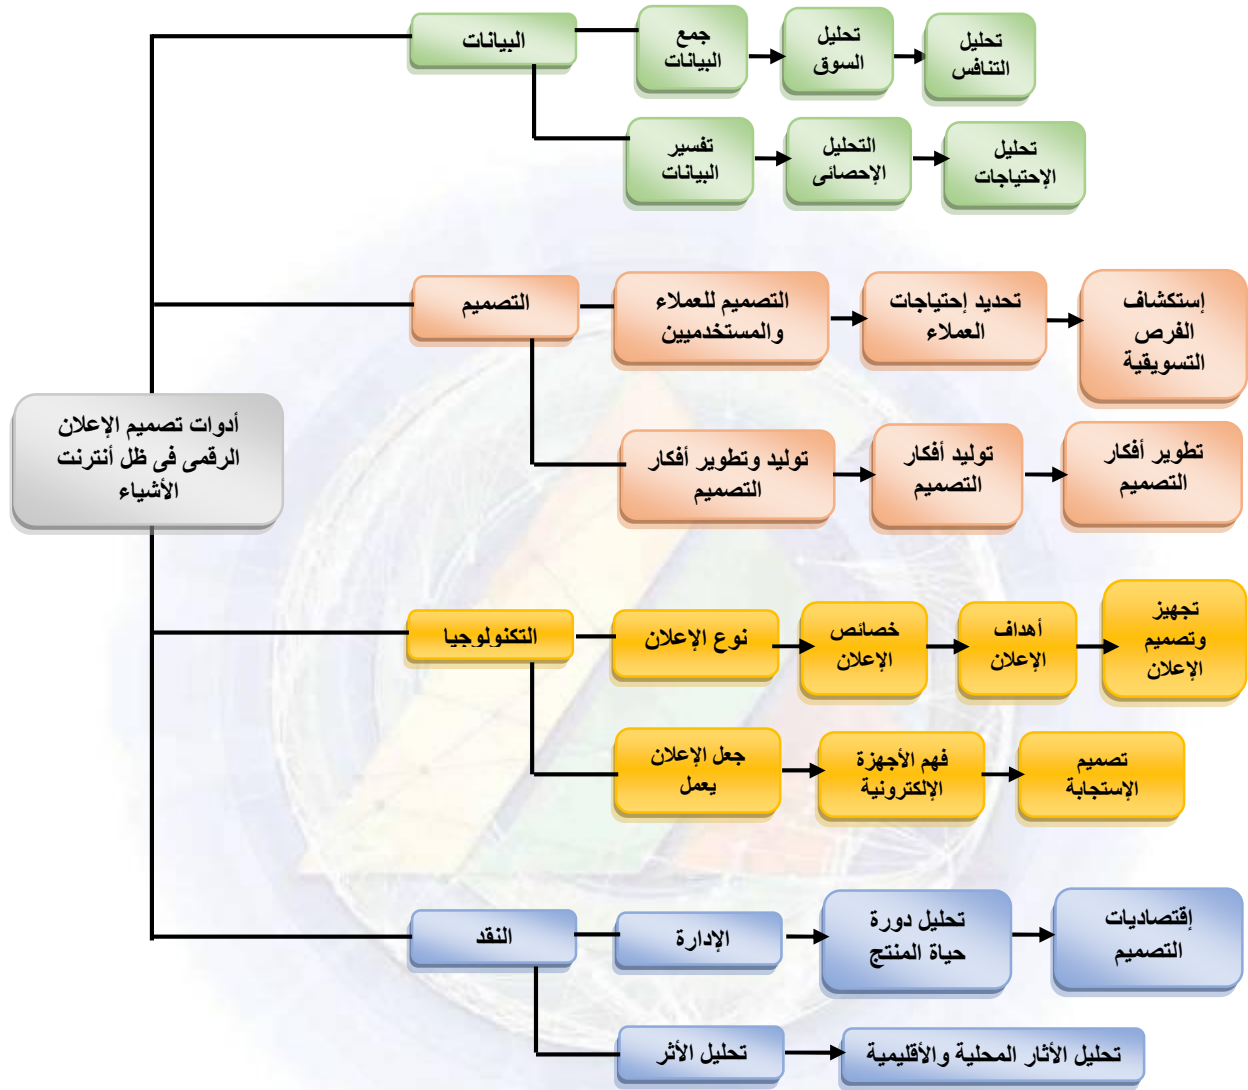 البيانات
جمع
البيانات
تحليل
السوق
تحليل
التنافس
تفسير
البيانات
التحليل
الإحصائى
تحليل
الإحتياجات
التصميم
التصميم للعملاء
والمستخدميين
تحديد إحتياجات
العملاء
إستكشاف
الفرص
التسويقية
أدوات تصميم الإعلان
الرقمى فى ظل أنترنت
الأشياء
توليد وتطوير أفكار
التصميم
توليد أفكار
التصميم
تطوير أفكار
التصميم
التكنولوجيا
نوع الإعلان
خصائص
الإعلان
أهداف
الإعلان
تجهيز
وتصميم
الإعلان
جعل الإعلان
يعمل
فهم الأجهزة
الإلكترونية
تصميم
الإستجابة
النقد
الإدارة
تحليل دورة
حياة المنتج
إقتصاديات
التصميم
تحليل الأثر
تحليل الأثار المحلية والأقليمية